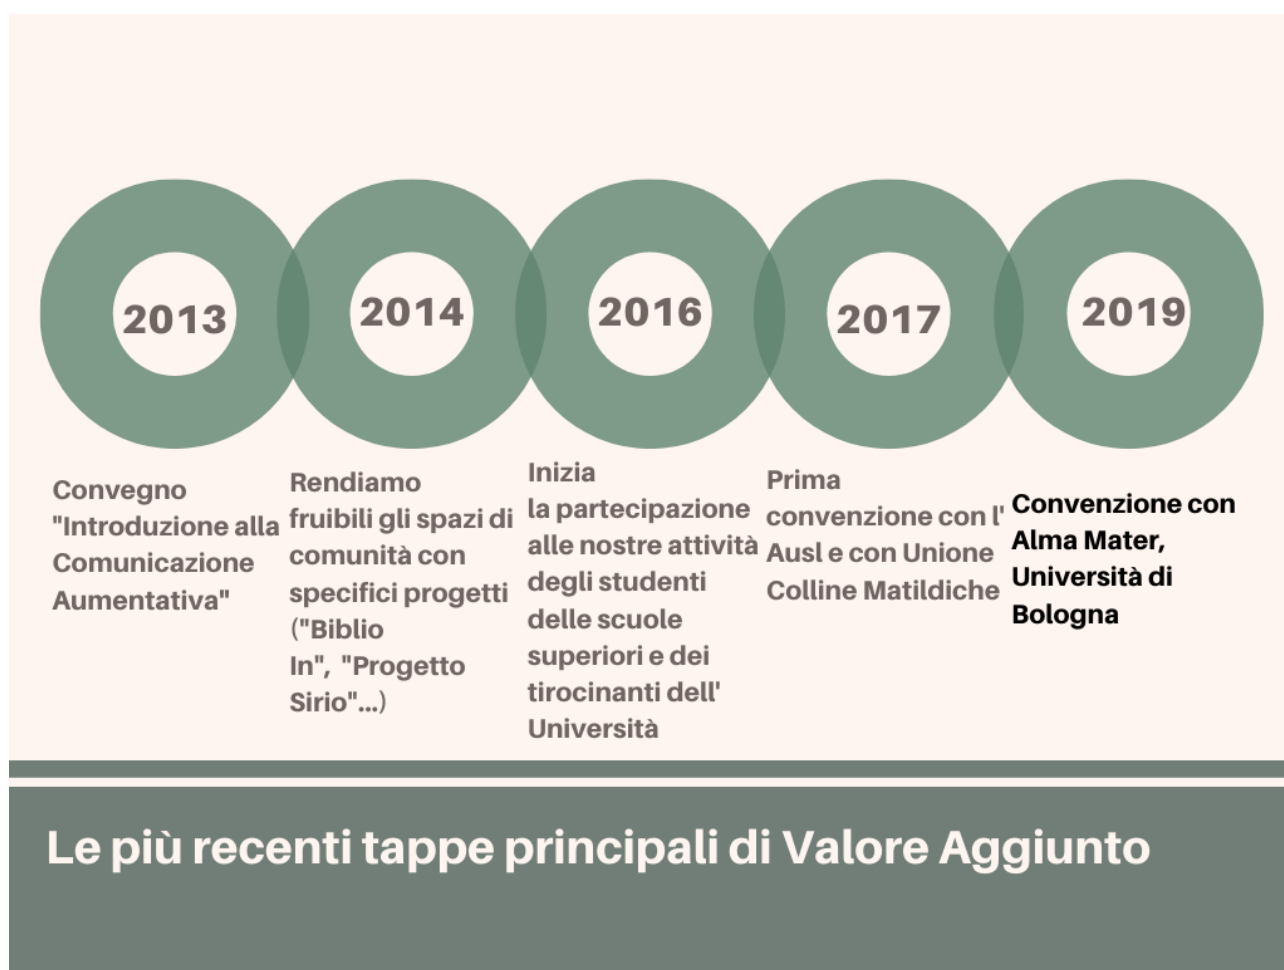 2013
2014
2016
2017
2019
Convegno
"Introduzione alla
Comunicazione
Aumentativa"
Rendiamo
fruibili gli spazi di
comunità con
specifici progetti
("Biblio
In", "Progetto
Sirio"...)
Inizia
la partecipazione
alle nostre attività
degli studenti
delle scuole
superiori e dei
tirocinanti dell'
Università
Prima
convenzione con l'
Ausl e con Unione
Colline Matildiche
Convenzione con
Alma Mater,
Università di
Bologna
Le più recenti tappe principali di Valore Aggiunto